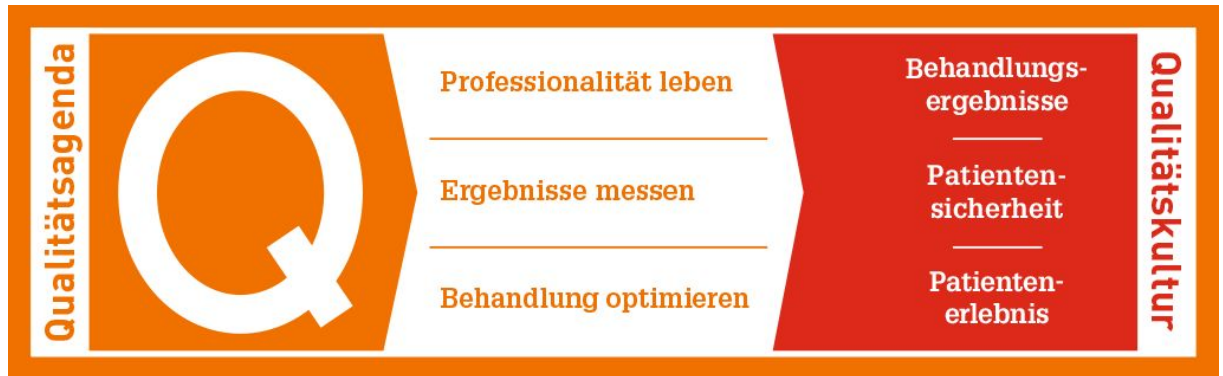 Qualitätsagenda
Q
Professionalität leben
Ergebnisse messen
Behandlung optimieren
Behandlungs-
ergebnisse
Patienten-
sicherheit
Patienten-
erlebnis
Qualitätskultur